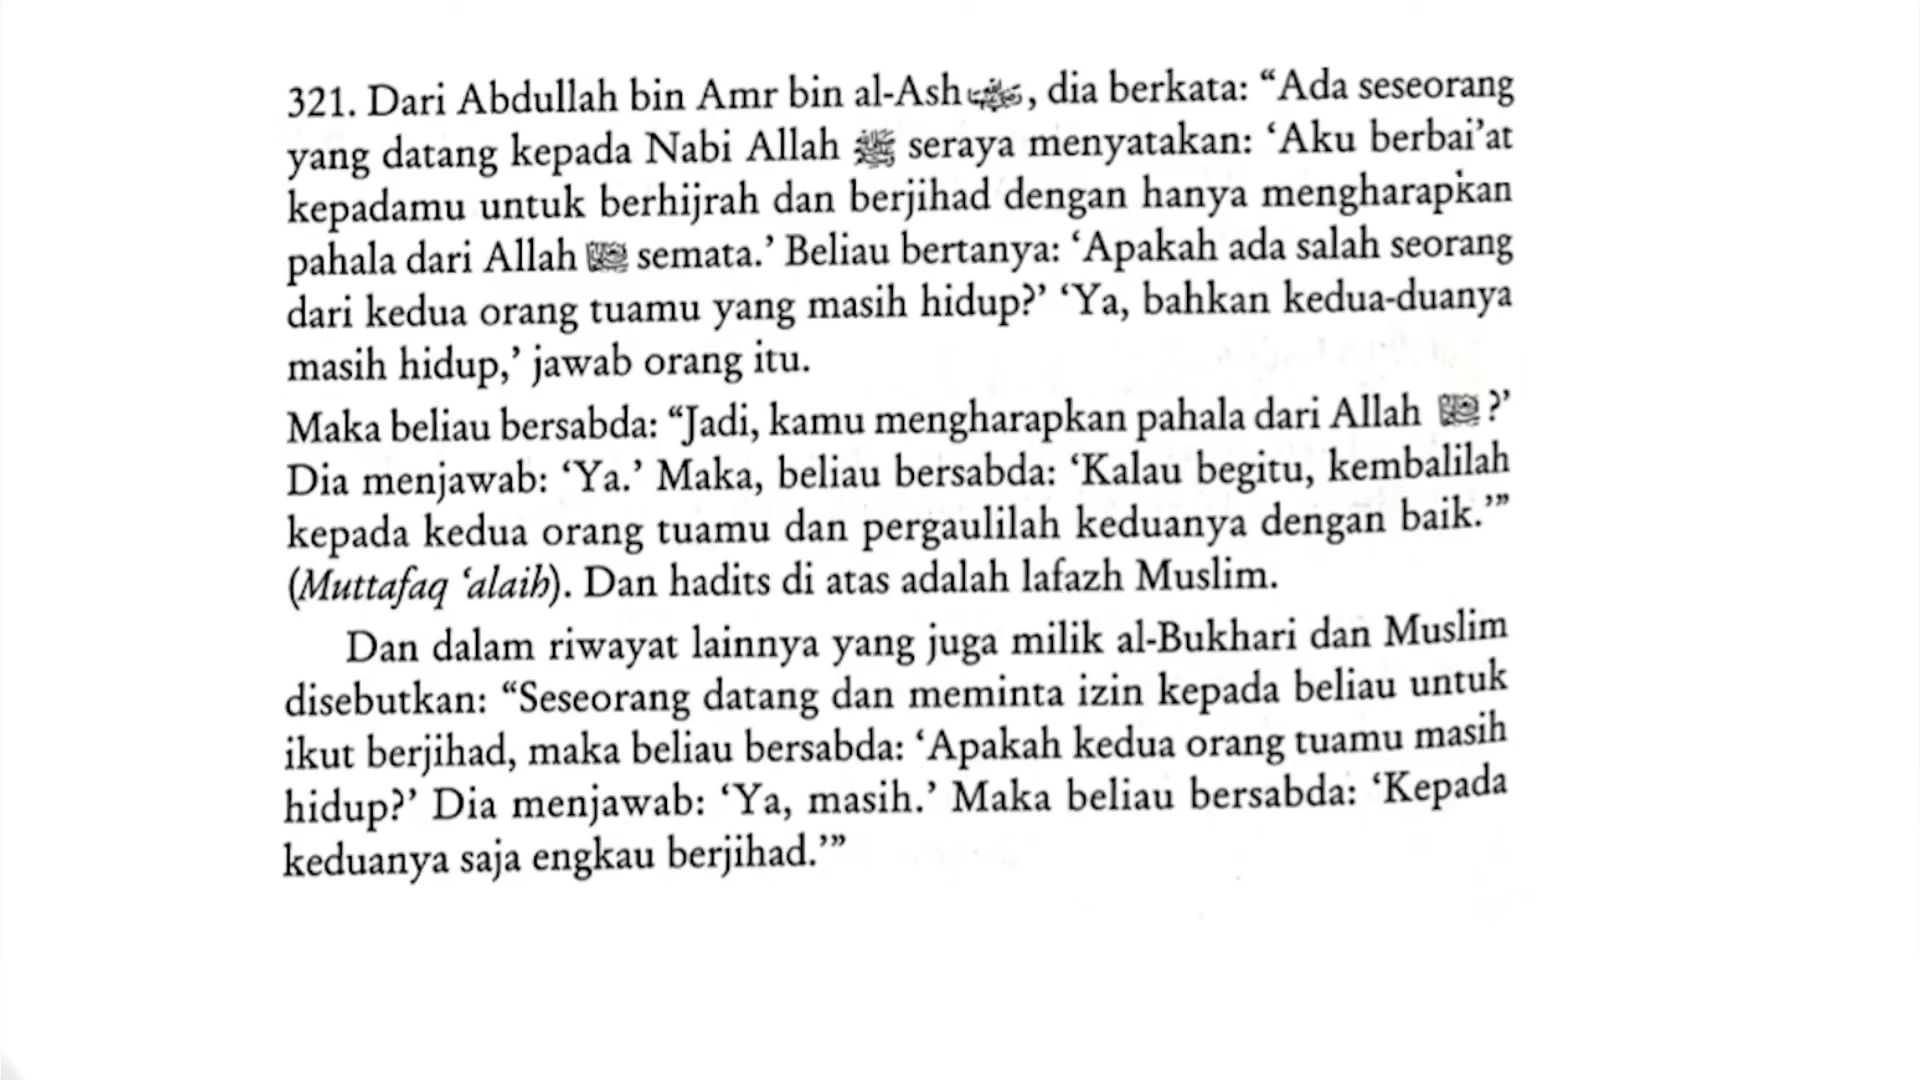 321. Dari Abdullah bin Amr bin al-Ash, dia berkata: “Ada seseorang
yang datang kepada Nabi Allah ﷺ seraya menyatakan: ‘Aku berbai’at
kepadamu untuk berhijrah dan berjihad dengan hanya mengharapkan
pahala dari Allah semata.’ Beliau bertanya: ‘Apakah ada salah seorang
dari kedua orang tuamu yang masih hidup?’ ‘Ya, bahkan kedua-duanya
masih hidup,’ jawab orang itu.
Maka beliau bersabda: “Jadi, kamu mengharapkan pahala dari Allah ?’
Dia menjawab: ‘Ya.’ Maka, beliau bersabda: ‘Kalau begitu, kembalilah
kepada kedua orang tuamu dan pergaulilah keduanya dengan baik.’”
(Muttafaq ‘alaih). Dan hadits di atas adalah lafazh Muslim.
Dan dalam riwayat lainnya yang juga milik al-Bukhari dan Muslim
disebutkan: “Seseorang datang dan meminta izin kepada beliau untuk
ikut berjihad, maka beliau bersabda: ‘Apakah kedua orang tuamu masih
hidup?’ Dia menjawab: ‘Ya, masih.’ Maka beliau bersabda: ‘Kepada
keduanya saja engkau berjihad.’”